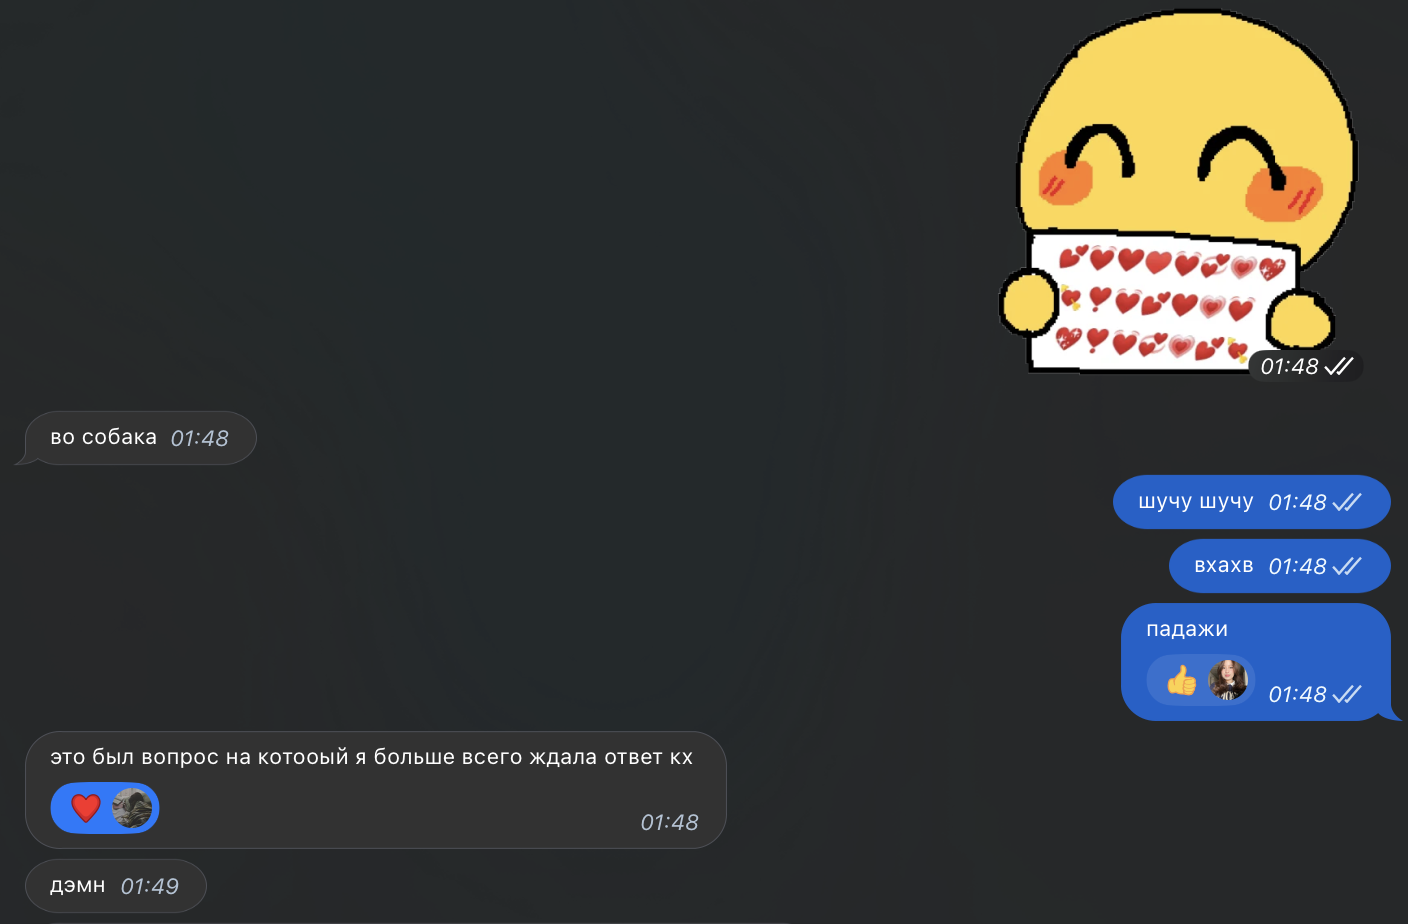 01:48
во собака 01:48
шучу шучу 01:48
вхахв 01:48
падажи
01:48
это был вопрос на котооый я больше всего ждала ответ кх
01:48
дэмн 01:49